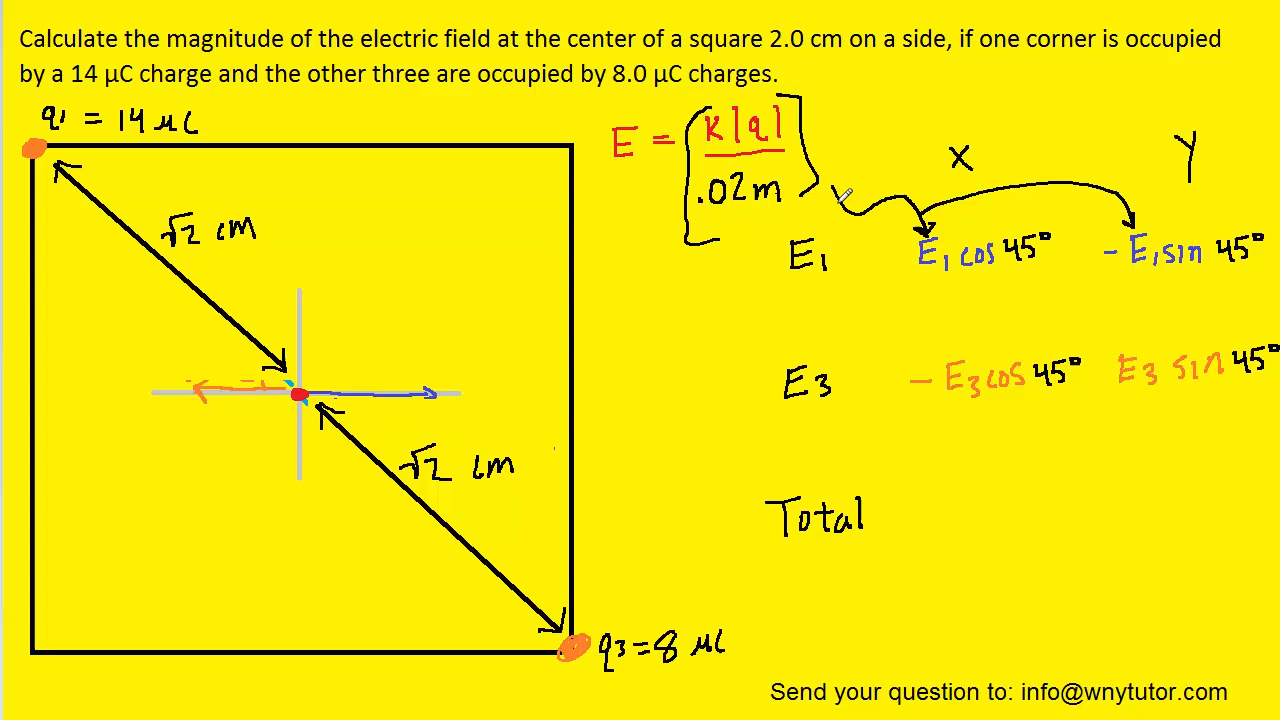 Calculate the magnitude of the electric field at the center of a square 2.0 cm on a side, if one corner is occupied
by a 14 µC charge and the other three are occupied by 8.0 µC charges.
q1 = 14 µC
E = [k|q| / .02m]
x y
√2 cm
E1 E1 cos 45° - E1 sin 45°
E3 - E3 cos 45° E3 sin 45°
√2 cm
Total
q3 = 8 µC
Send your question to: info@wnytutor.com